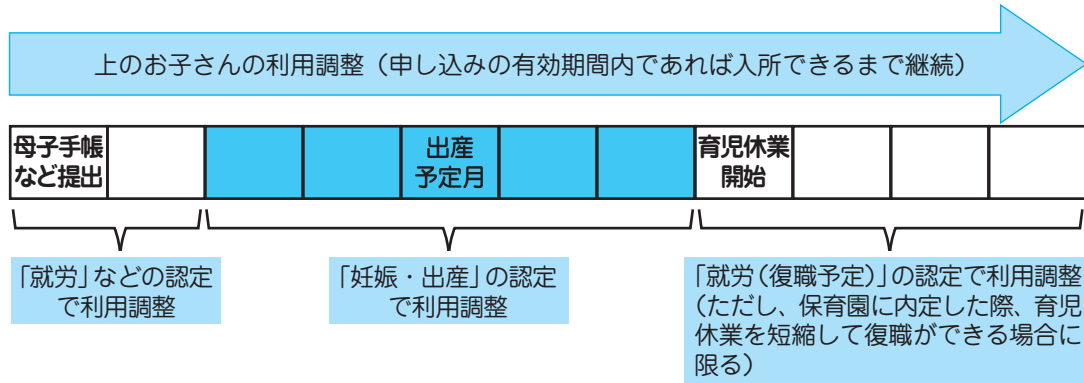 上のお子さんの利用調整（申し込みの有効期間内であれば入所できるまで継続）
母子手帳
など提出
出産
予定月
育児休業
開始
「就労」などの認定
で利用調整
「妊娠・出産」の認定
で利用調整
「就労（復職予定）」の認定で利用調整
（ただし、保育園に内定した際、育児
休業を短縮して復職ができる場合に
限る）